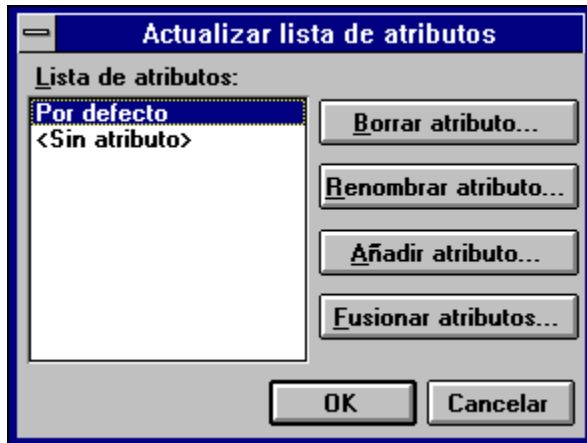 Actualizar lista de atributos
Lista de atributos:
Por defecto
<Sin atributo>
Borrar atributo...
Renombrar atributo...
Añadir atributo...
Fusionar atributos...
OK
Cancelar